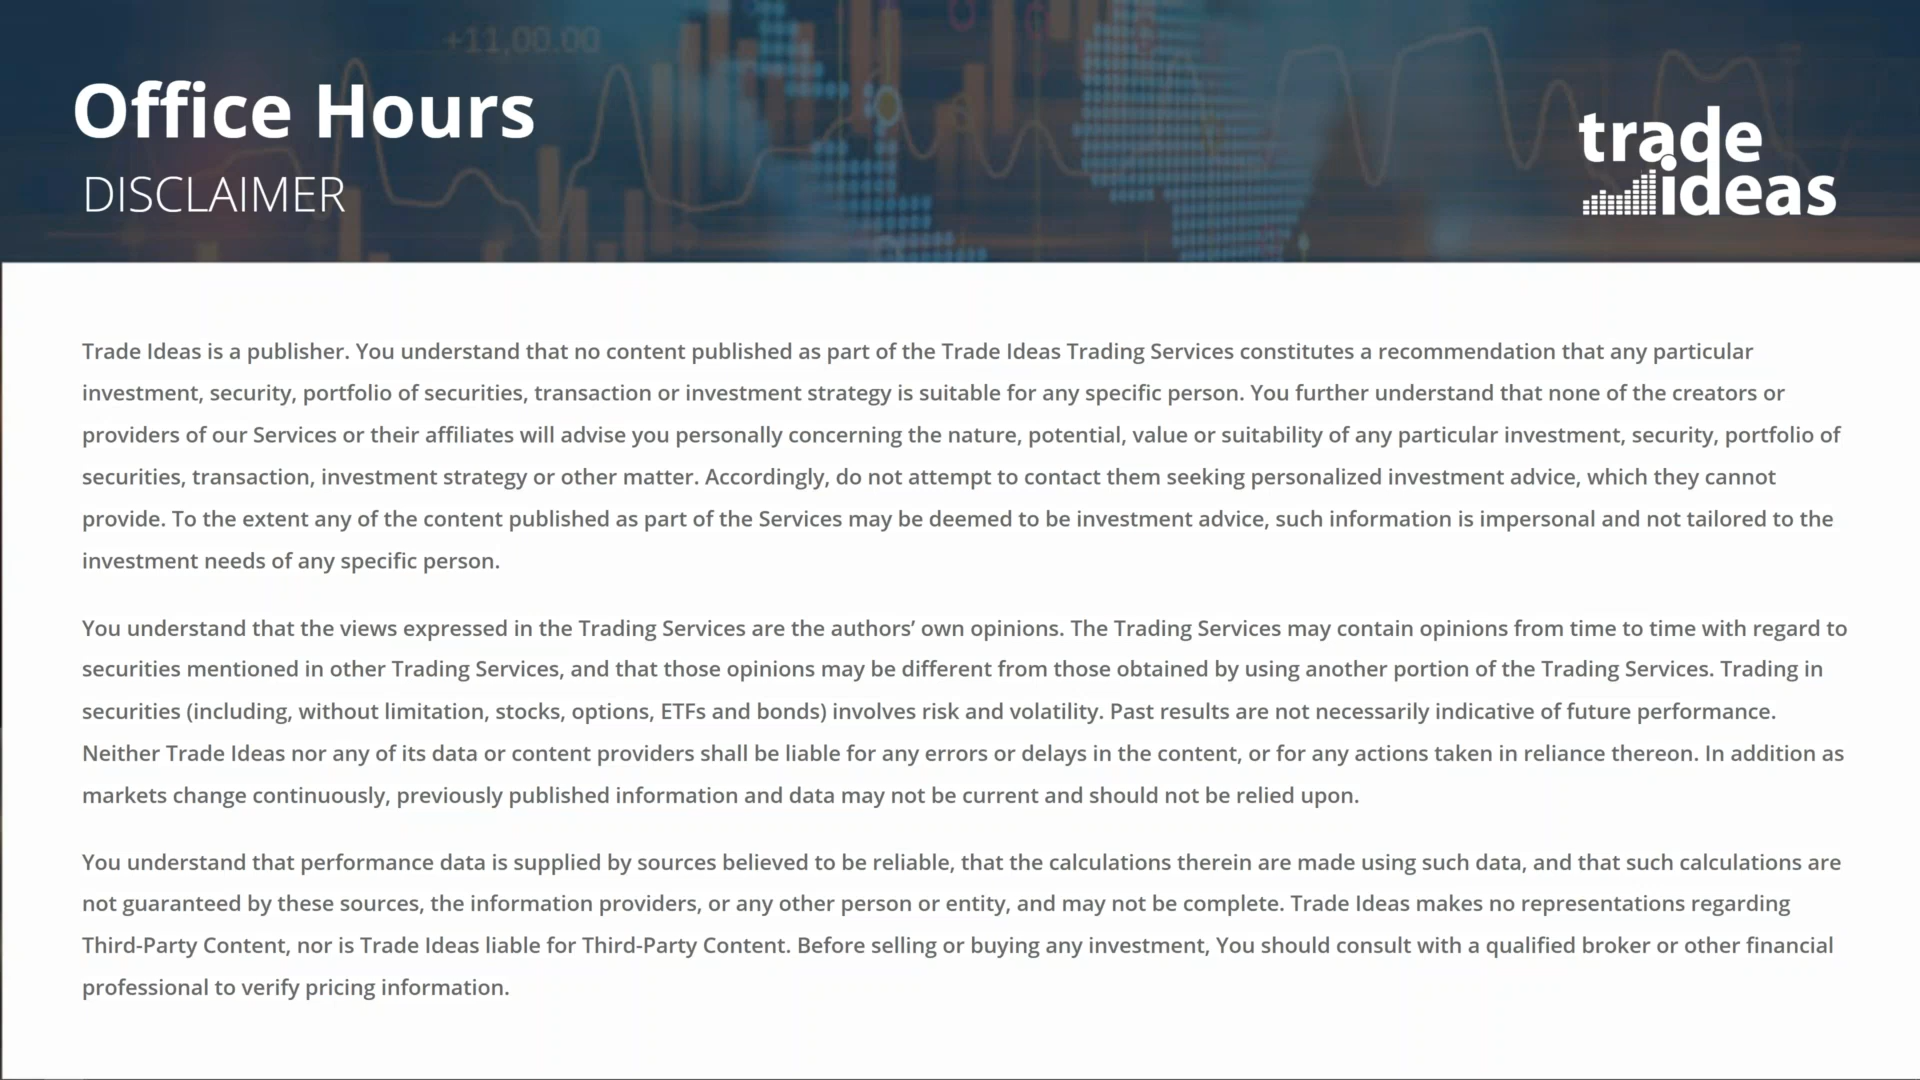 +11,00.00
Office Hours
DISCLAIMER
trade
ideas
Trade Ideas is a publisher. You understand that no content published as part of the Trade Ideas Trading Services constitutes a recommendation that any particular
investment, security, portfolio of securities, transaction or investment strategy is suitable for any specific person. You further understand that none of the creators or
providers of our Services or their affiliates will advise you personally concerning the nature, potential, value or suitability of any particular investment, security, portfolio of
securities, transaction, investment strategy or other matter. Accordingly, do not attempt to contact them seeking personalized investment advice, which they cannot
provide. To the extent any of the content published as part of the Services may be deemed to be investment advice, such information is impersonal and not tailored to the
investment needs of any specific person.
You understand that the views expressed in the Trading Services are the authors’ own opinions. The Trading Services may contain opinions from time to time with regard to
securities mentioned in other Trading Services, and that those opinions may be different from those obtained by using another portion of the Trading Services. Trading in
securities (including, without limitation, stocks, options, ETFs and bonds) involves risk and volatility. Past results are not necessarily indicative of future performance.
Neither Trade Ideas nor any of its data or content providers shall be liable for any errors or delays in the content, or for any actions taken in reliance thereon. In addition as
markets change continuously, previously published information and data may not be current and should not be relied upon.
You understand that performance data is supplied by sources believed to be reliable, that the calculations therein are made using such data, and that such calculations are
not guaranteed by these sources, the information providers, or any other person or entity, and may not be complete. Trade Ideas makes no representations regarding
Third-Party Content, nor is Trade Ideas liable for Third-Party Content. Before selling or buying any investment, You should consult with a qualified broker or other financial
professional to verify pricing information.